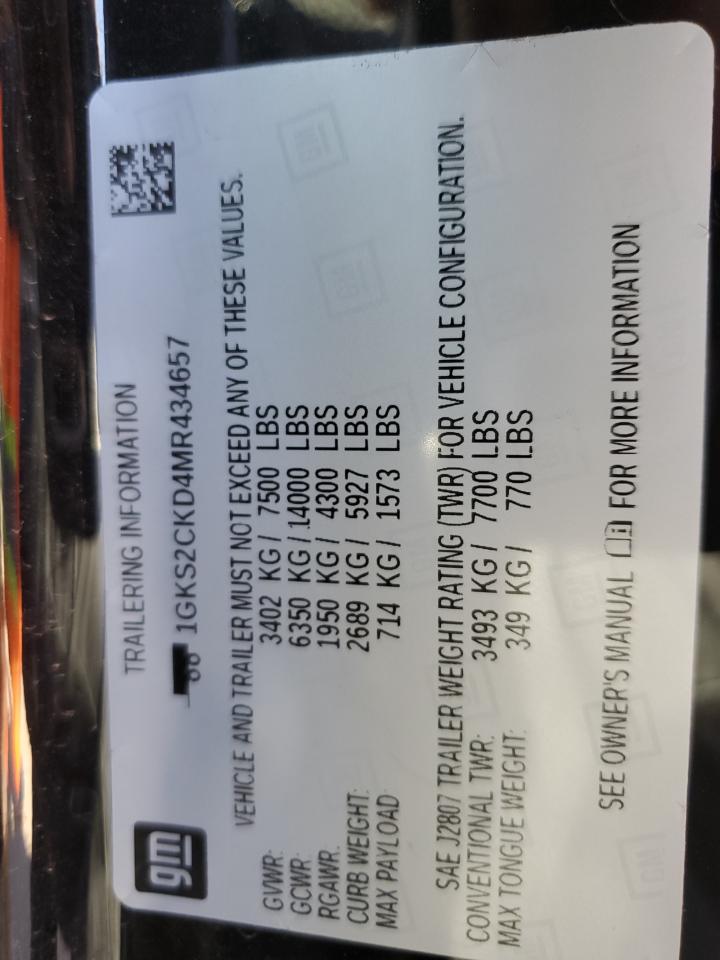 gm
TRAILERING INFORMATION
1GKS2CKD4MR434657
VEHICLE AND TRAILER MUST NOT EXCEED ANY OF THESE VALUES.
GVWR: 3402 KG / 7500 LBS
GCWR: 6350 KG / 14000 LBS
RGAWR: 1950 KG / 4300 LBS
CURB WEIGHT: 2689 KG / 5927 LBS
MAX PAYLOAD: 714 KG / 1573 LBS
SAE J2807 TRAILER WEIGHT RATING (TWR) FOR VEHICLE CONFIGURATION.
CONVENTIONAL TWR: 3493 KG / 7700 LBS
MAX TONGUE WEIGHT: 349 KG / 770 LBS
SEE OWNER'S MANUAL FOR MORE INFORMATION